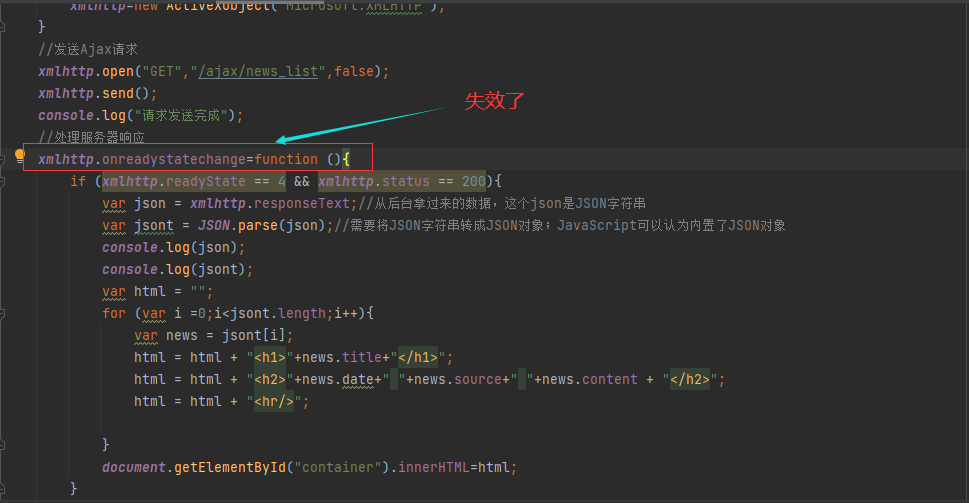 xmlhttp=new ActiveXObject("Microsoft.XMLHTTP");
}
//发送Ajax请求
xmlhttp.open("GET","/ajax/news_list",false);
xmlhttp.send();
console.log("请求发送完成");
失效了
//处理服务器响应
xmlhttp.onreadystatechange=function (){
if (xmlhttp.readyState == 4 && xmlhttp.status == 200){
var json = xmlhttp.responseText;//从后台拿过来的数据，这个json是JSON字符串
var jsont = JSON.parse(json);//需要将JSON字符串转成JSON对象；JavaScript可以认为内置了JSON对象
console.log(json);
console.log(jsont);
var html = "";
for (var i =0;i<jsont.length;i++){
var news = jsont[i];
html = html + "<h1>"+news.title+"</h1>";
html = html + "<h2>"+news.date+" "+news.source+" "+news.content + "</h2>";
html = html + "<hr/>";
}
document.getElementById("container").innerHTML=html;
}